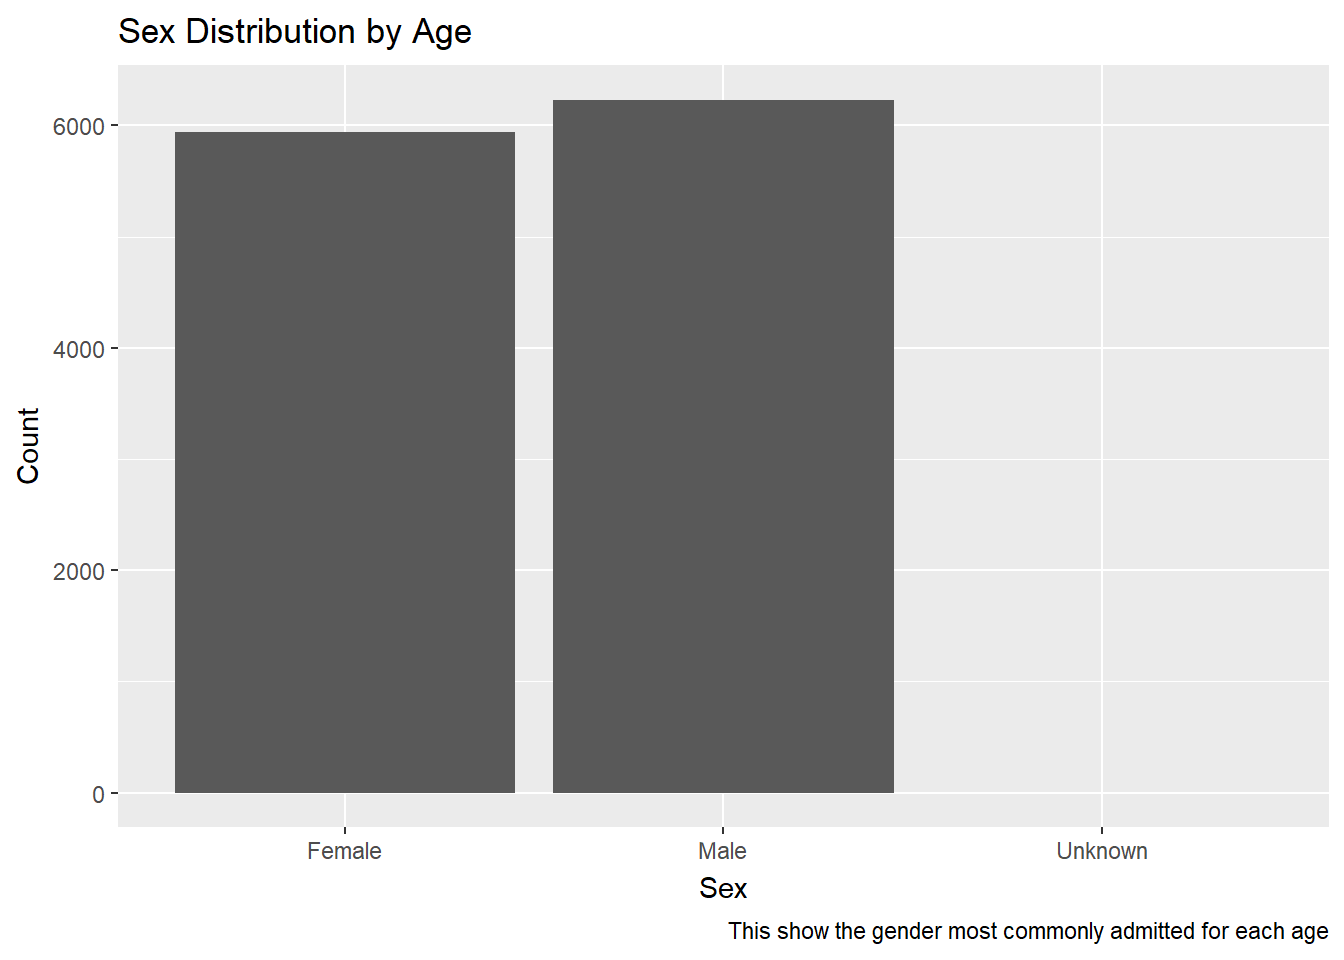 Sex Distribution by Age
6000
4000
2000
0
Count
Female Male Unknown
Sex
This show the gender most commonly admitted for each age